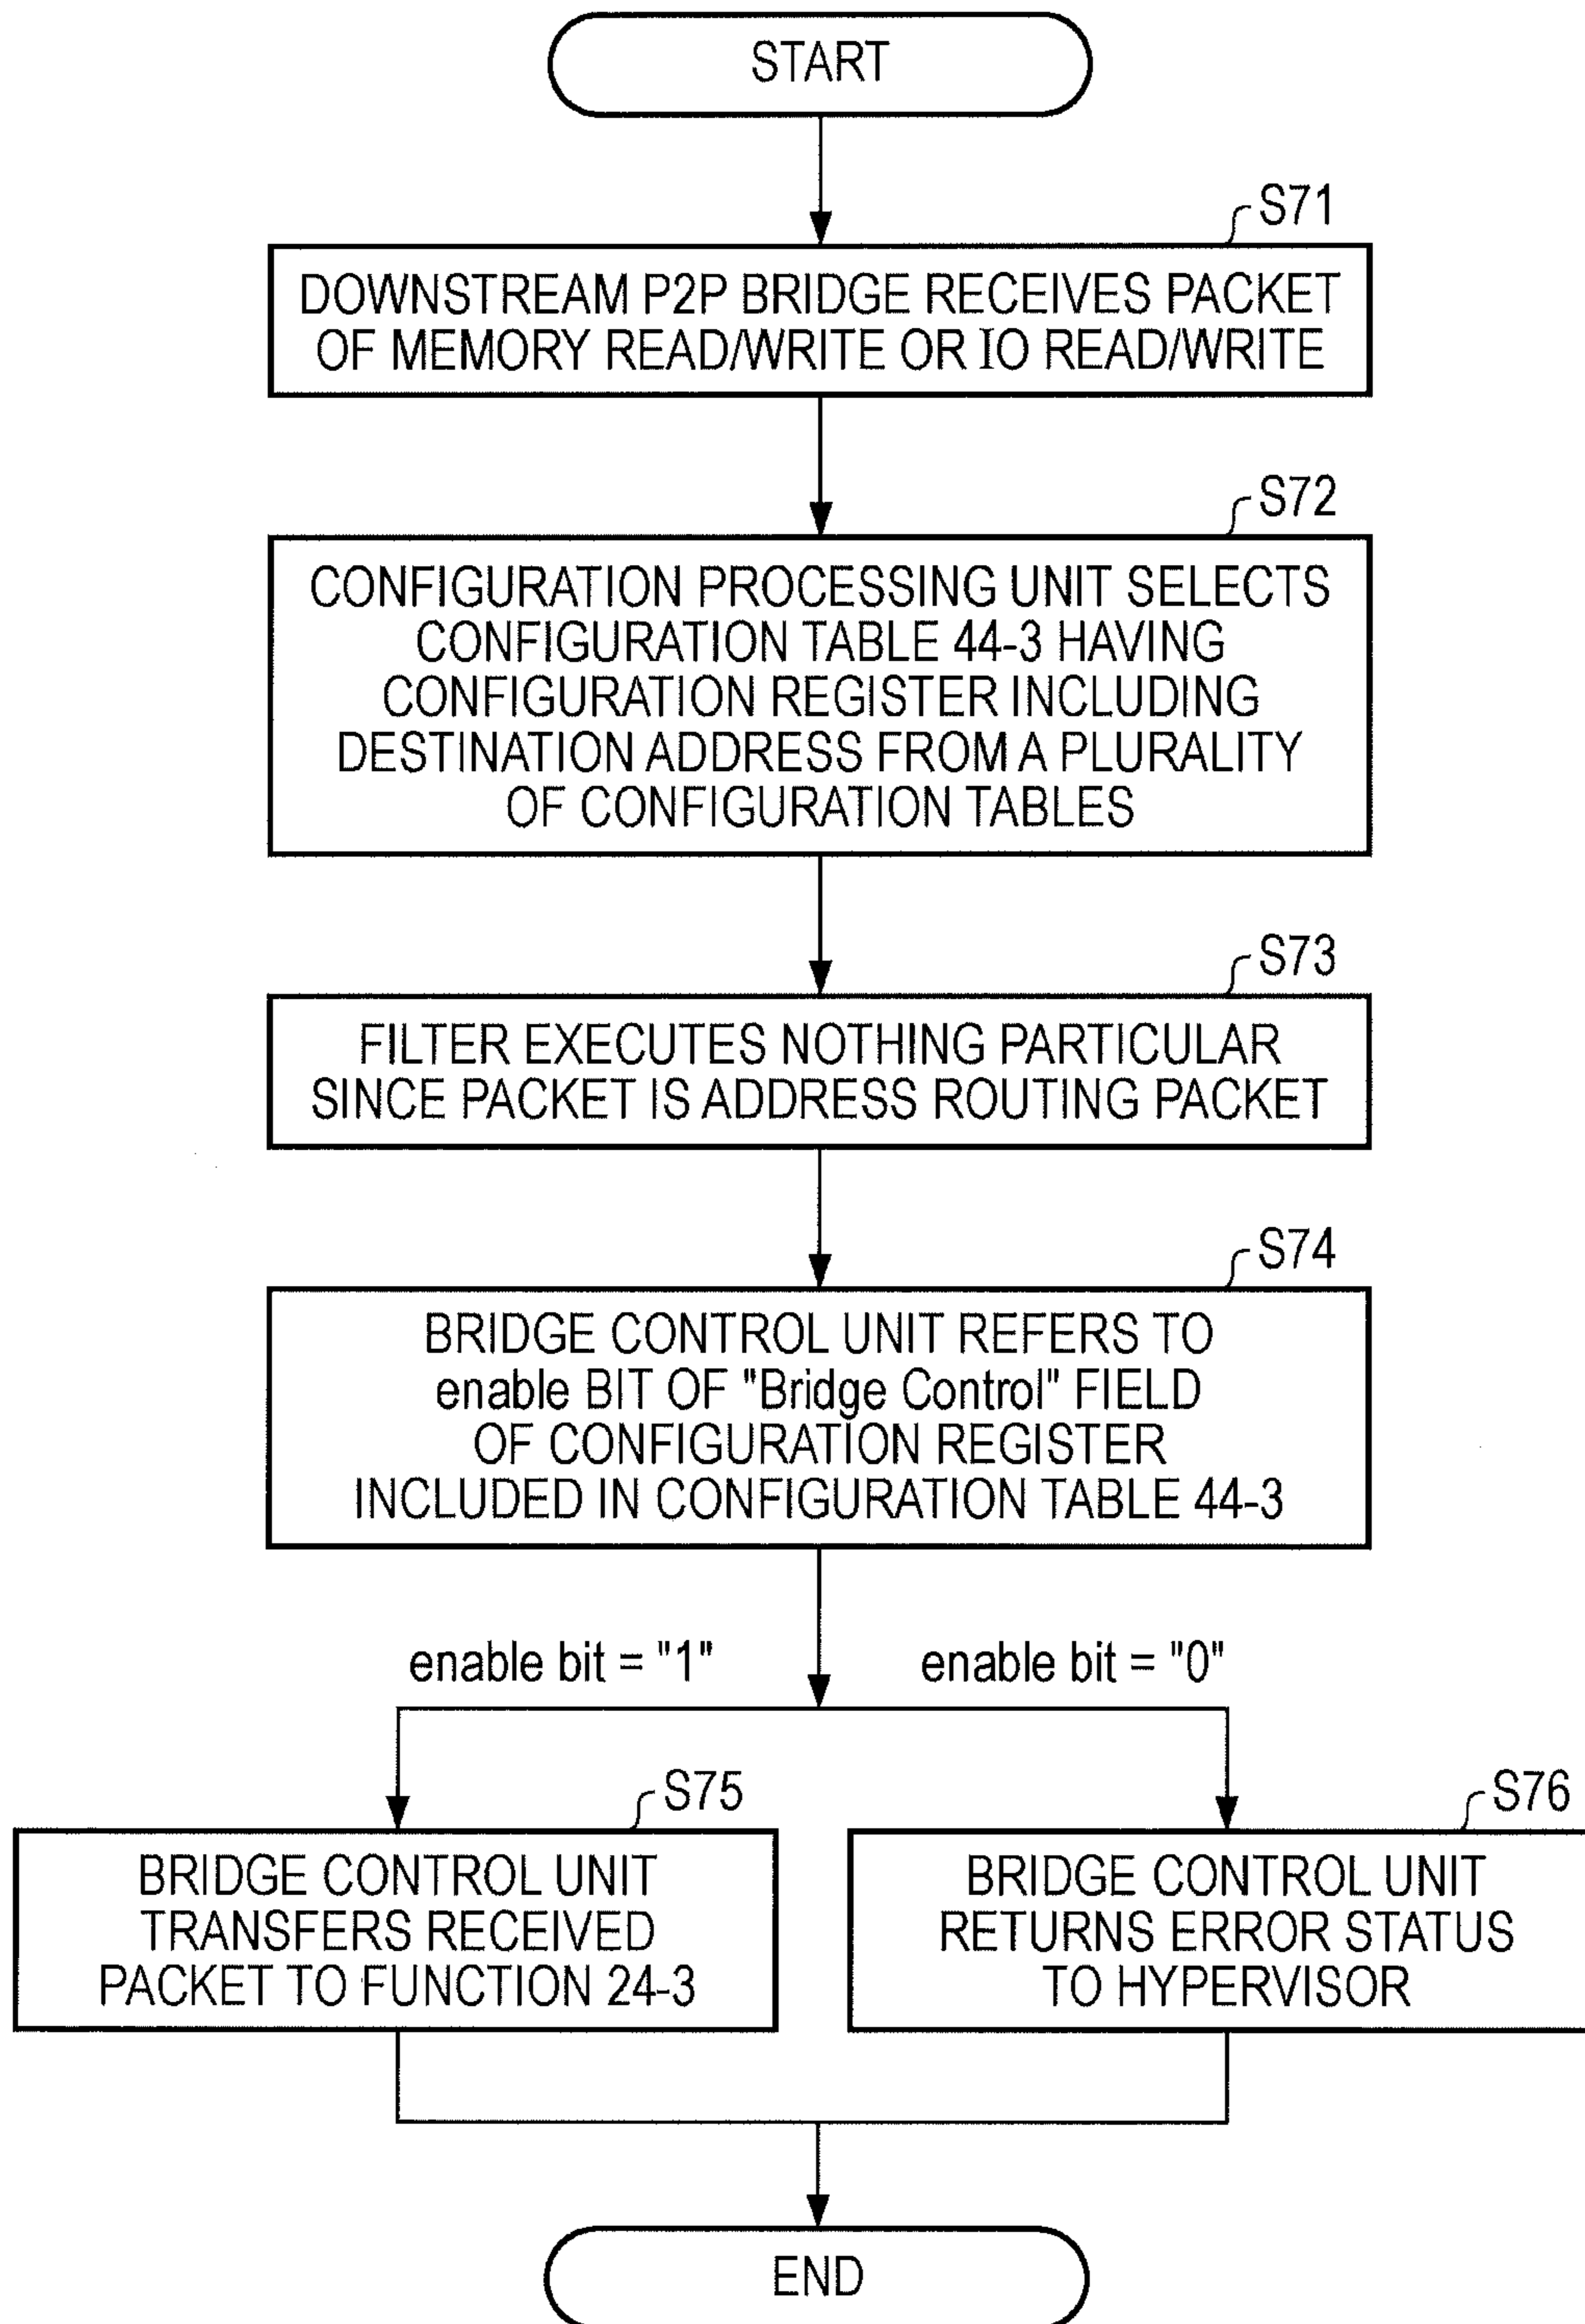 START
S71
DOWNSTREAM P2P BRIDGE RECEIVES PACKET
OF MEMORY READ/WRITE OR IO READ/WRITE
S72
CONFIGURATION PROCESSING UNIT SELECTS
CONFIGURATION TABLE 44-3 HAVING
CONFIGURATION REGISTER INCLUDING
DESTINATION ADDRESS FROM A PLURALITY
OF CONFIGURATION TABLES
S73
FILTER EXECUTES NOTHING PARTICULAR
SINCE PACKET IS ADDRESS ROUTING PACKET
S74
BRIDGE CONTROL UNIT REFERS TO
enable BIT OF "Bridge Control" FIELD
OF CONFIGURATION REGISTER
INCLUDED IN CONFIGURATION TABLE 44-3
enable bit = "1"
enable bit = "0"
S75
BRIDGE CONTROL UNIT
TRANSFERS RECEIVED
PACKET TO FUNCTION 24-3
S76
BRIDGE CONTROL UNIT
RETURNS ERROR STATUS
TO HYPERVISOR
END